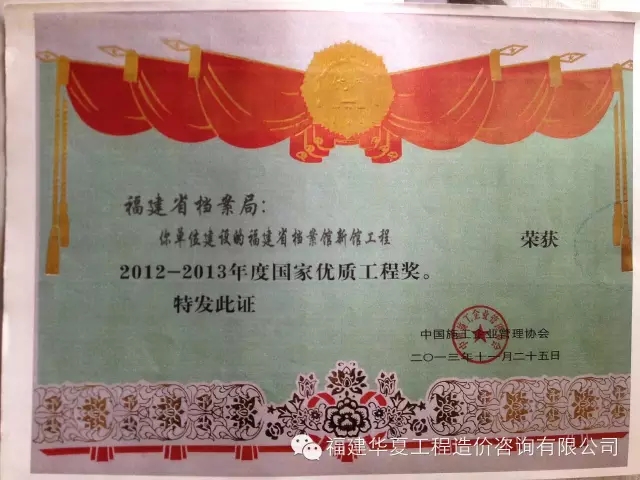 福建省档案局：
你单位建设的福建省档案馆新馆工程 荣获
2012-2013年度国家优质工程奖。
特发此证
中国施工企业管理协会
二〇一三年十一月二十五日
福建华夏工程造价咨询有限公司